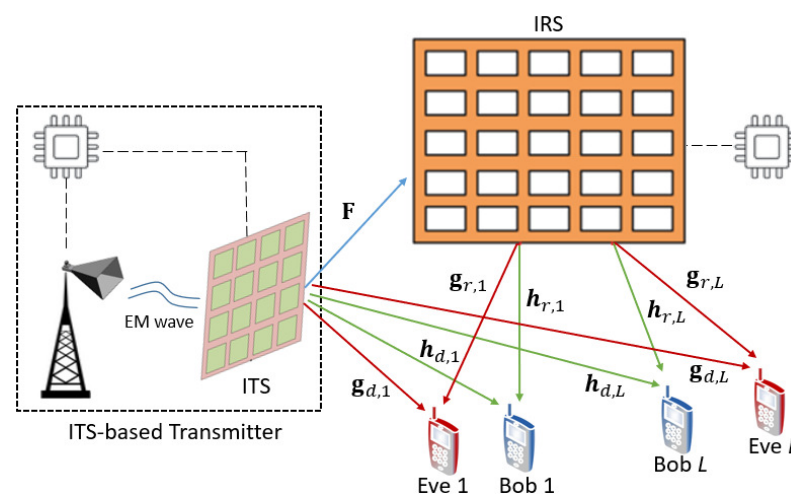 IRS
F
g_{r,1}
h_{r,1}
g_{r,L}
h_{r,L}
EM wave
h_{d,1}
g_{d,1}
h_{d,L}
g_{d,L}
ITS
ITS-based Transmitter
Eve 1
Bob 1
Bob L
Eve